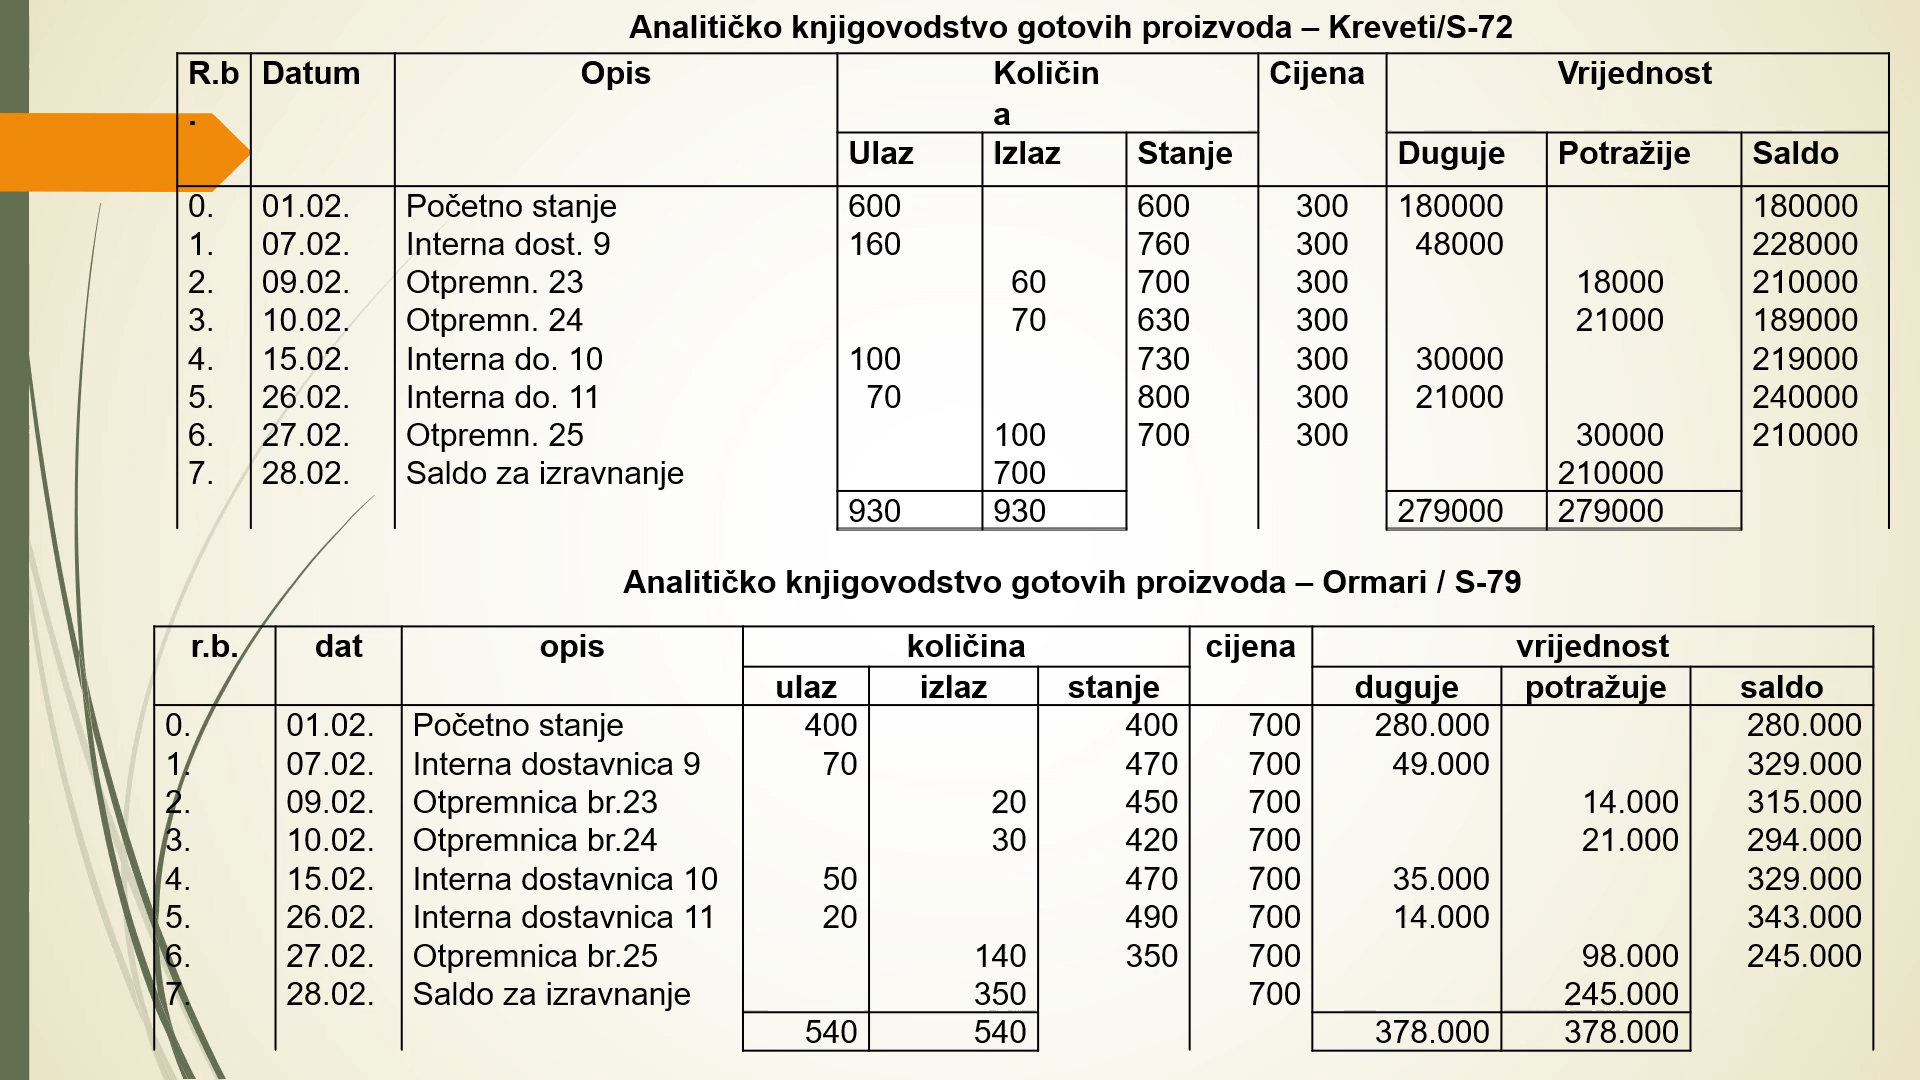 Analitičko knjigovodstvo gotovih proizvoda – Kreveti/S-72
R.b. Datum Opis Količina Cijena Vrijednost
Ulaz Izlaz Stanje Duguje Potražije Saldo
0. 01.02. Početno stanje 600 600 300 180000 180000
1. 07.02. Interna dost. 9 160 760 300 48000 228000
2. 09.02. Otpremn. 23 60 700 300 18000 210000
3. 10.02. Otpremn. 24 70 630 300 21000 189000
4. 15.02. Interna do. 10 100 730 300 30000 219000
5. 26.02. Interna do. 11 70 800 300 21000 240000
6. 27.02. Otpremn. 25 100 700 300 30000 210000
7. 28.02. Saldo za izravnanje 700 210000
930 930 279000 279000
Analitičko knjigovodstvo gotovih proizvoda – Ormari / S-79
r.b. dat opis količina cijena vrijednost
ulaz izlaz stanje duguje potražuje saldo
0. 01.02. Početno stanje 400 400 700 280.000 280.000
1. 07.02. Interna dostavnica 9 70 470 700 49.000 329.000
2. 09.02. Otpremnica br.23 20 450 700 14.000 315.000
3. 10.02. Otpremnica br.24 30 420 700 21.000 294.000
4. 15.02. Interna dostavnica 10 50 470 700 35.000 329.000
5. 26.02. Interna dostavnica 11 20 490 700 14.000 343.000
6. 27.02. Otpremnica br.25 140 350 700 98.000 245.000
7. 28.02. Saldo za izravnanje 350 700 245.000
540 540 378.000 378.000